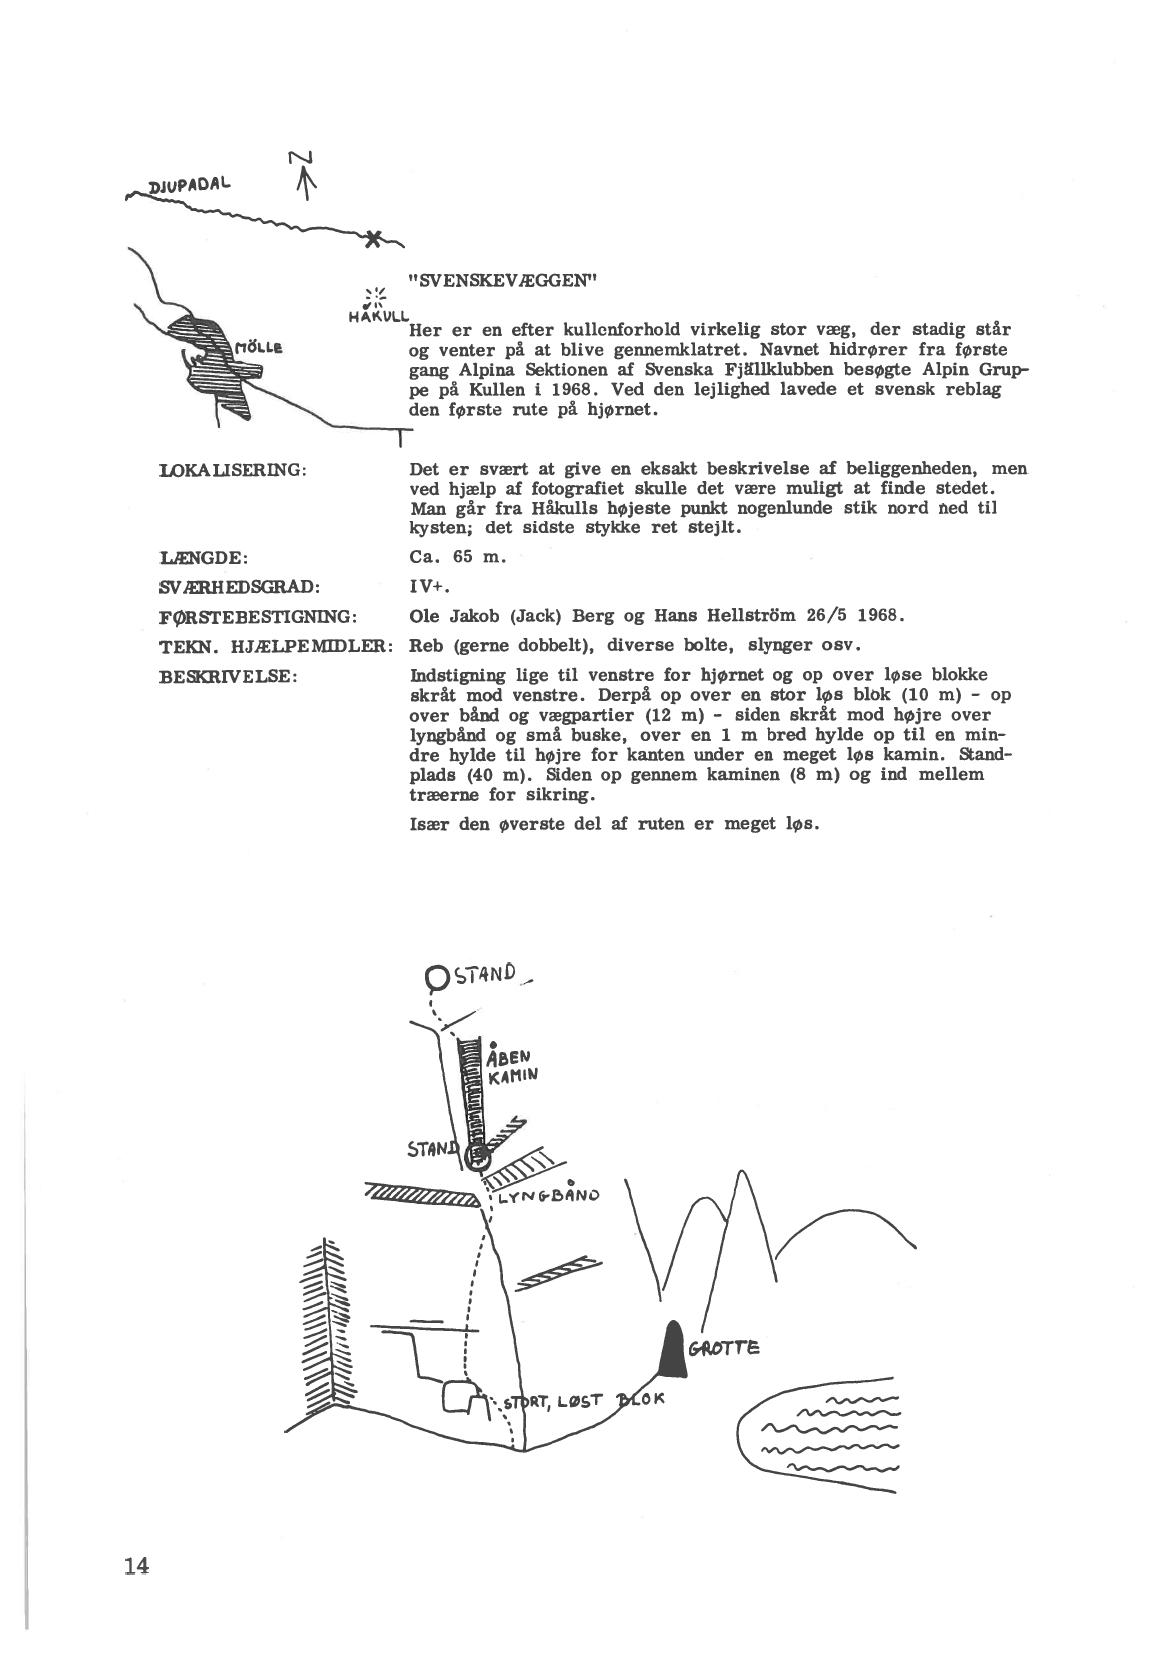 N
DJUPADAL
"SVENSKEVÆGGEN"
HÅKULL
MÖLLE
Her er en efter kullenforhold virkelig stor væg, der stadig står
og venter på at blive gennemklatret. Navnet hidrører fra første
gang Alpina Sektionen af Svenska Fjällklubben besøgte Alpin Grup-
pe på Kullen i 1968. Ved den lejlighed lavede et svensk reblag
den første rute på hjørnet.
LOKALISERING: Det er svært at give en eksakt beskrivelse af beliggenheden, men
ved hjælp af fotografiet skulle det være muligt at finde stedet.
Man går fra Håkulls højeste punkt nogenlunde stik nord ned til
kysten; det sidste stykke ret stejlt.
LÆNGDE: Ca. 65 m.
SVÆRHEDSGRAD: IV+.
FØRSTEBESTIGNING: Ole Jakob (Jack) Berg og Hans Hellström 26/5 1968.
TEKN. HJÆLPEMIDLER: Reb (gerne dobbelt), diverse bolte, slynger osv.
BESKRIVELSE: Indstigning lige til venstre for hjørnet og op over løse blokke
skråt mod venstre. Derpå op over en stor løs blok (10 m) - op
over bånd og vægpartier (12 m) - siden skråt mod højre over
lyngbånd og små buske, over en 1 m bred hylde op til en min-
dre hylde til højre for kanten under en meget løs kamin. Stand-
plads (40 m). Siden op gennem kaminen (8 m) og ind mellem
træerne for sikring.
Især den øverste del af ruten er meget løs.
STAND
ÅBEN
KAMIN
STAND
LYNGBÅND
GROTTE
STORT, LØST BLOK
14